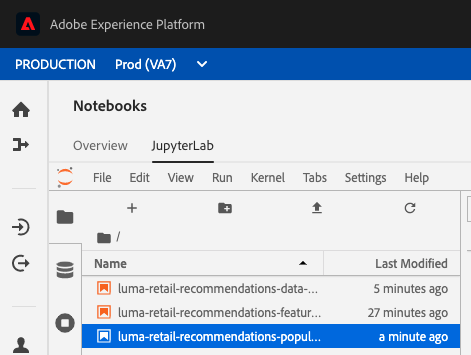 Adobe Experience Platform
PRODUCTION Prod (VA7)
Notebooks
Overview JupyterLab
File Edit View Run Kernel Tabs Settings Help
/
Name Last Modified
luma-retail-recommendations-data-... 5 minutes ago
luma-retail-recommendations-featur... 27 minutes ago
luma-retail-recommendations-popul... a minute ago